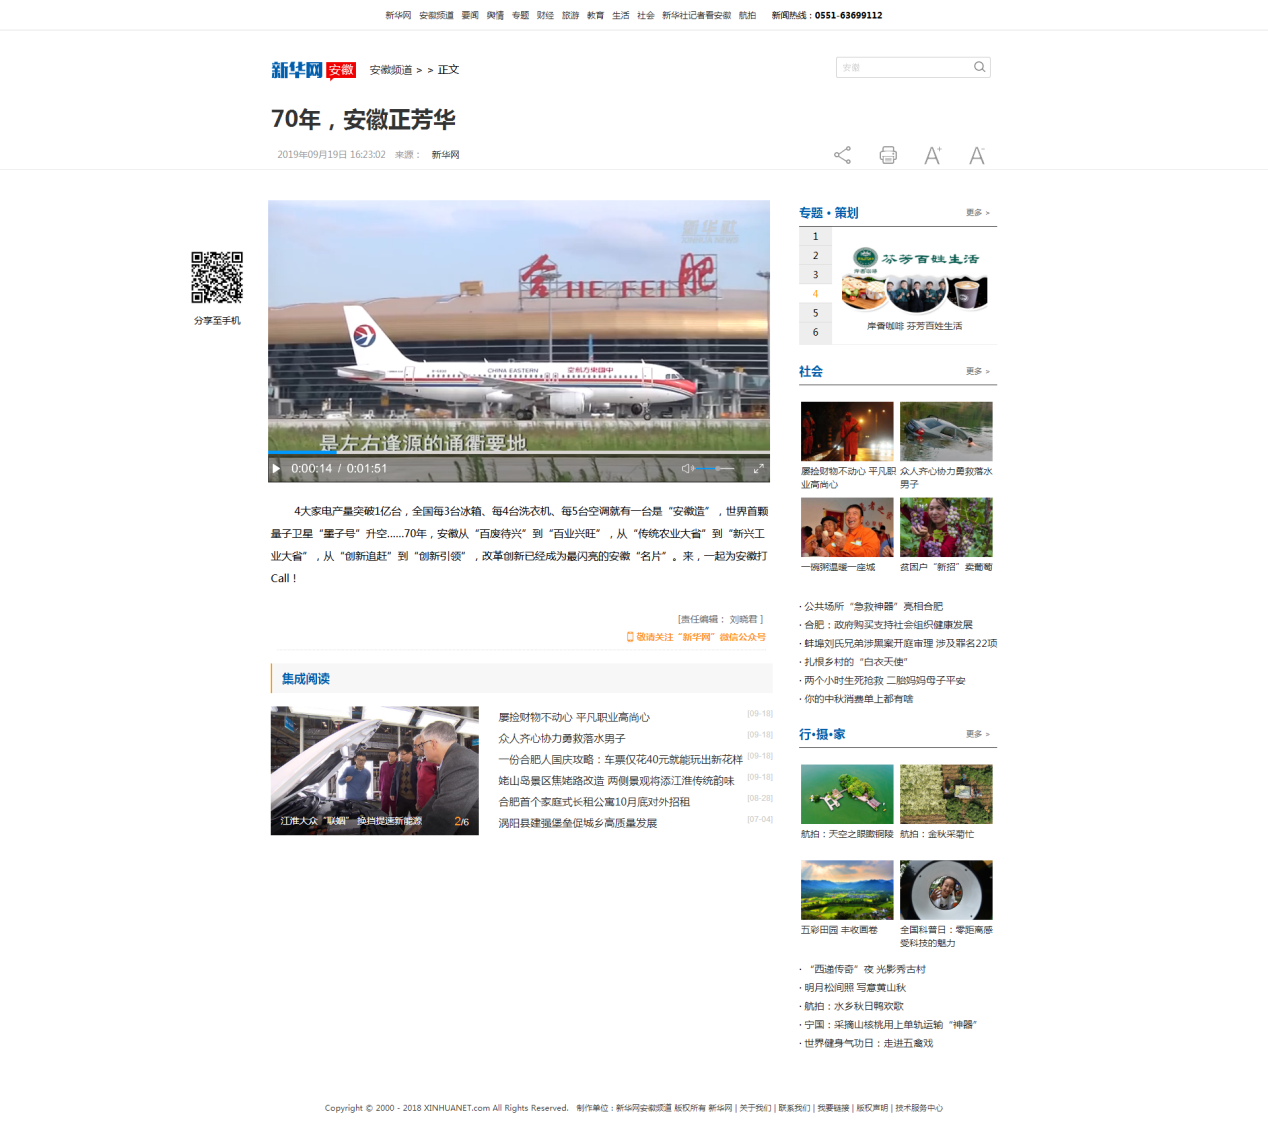 新华网 安徽频道 要闻 舆情 专题 财经 旅游 教育 生活 社会 新华社记者看安徽 航拍 新闻热线：0551-63699112
新华网 安徽 安徽频道 > > 正文
安徽
70年，安徽正芳华
2019年09月19日 16:23:02 来源： 新华网
A+ A-
分享至手机
新华社
合 HE FEI 肥
CHINA EASTERN
是左右逢源的通衢要地
0:00:14 / 0:01:51
4大家电产量突破1亿台，全国每3台冰箱、每4台洗衣机、每5台空调就有一台是“安徽造”，世界首颗
量子卫星“墨子号”升空……70年，安徽从“百废待兴”到“百业兴旺”，从“传统农业大省”到“新兴工
业大省”，从“创新追赶”到“创新引领”，改革创新已经成为最闪亮的安徽“名片”。来，一起为安徽打
Call！
[责任编辑： 刘晓君 ]
敬请关注“新华网”微信公众号
集成阅读
江淮大众“联姻” 换挡提速新能源 2/6
屡捡财物不动心 平凡职业高尚心 [09-18]
众人齐心协力勇救落水男子 [09-18]
一份合肥人国庆攻略：车票仅花40元就能玩出新花样 [09-18]
姥山岛景区焦姥路改造 两侧景观将添江淮传统韵味 [09-18]
合肥首个家庭式长租公寓10月底对外招租 [08-28]
涡阳县建强堡垒促城乡高质量发展 [07-04]
专题·策划 更多 >
1
2
3
4
5
6
芬芳百姓生活
岸香咖啡 芬芳百姓生活
社会 更多 >
屡捡财物不动心 平凡职
业高尚心
众人齐心协力勇救落水
男子
一碗粥温暖一座城
贫困户“新招”卖葡萄
· 公共场所“急救神器”亮相合肥
· 合肥：政府购买支持社会组织健康发展
· 蚌埠刘氏兄弟涉黑案开庭审理 涉及罪名22项
· 扎根乡村的“白衣天使”
· 两个小时生死抢救 二胎妈妈母子平安
· 你的中秋消费单上都有啥
行·摄·家 更多 >
航拍：天空之眼瞰铜陵
航拍：金秋采菊忙
五彩田园 丰收画卷
全国科普日：零距离感
受科技的魅力
· “西递传奇”夜 光影秀古村
· 明月松间照 写意黄山秋
· 航拍：水乡秋日鸭欢歌
· 宁国：采摘山核桃用上单轨运输“神器”
· 世界健身气功日：走进五禽戏
Copyright © 2000 - 2018 XINHUANET.com All Rights Reserved. 制作单位：新华网安徽频道 版权所有 新华网 | 关于我们 | 联系我们 | 我要链接 | 版权声明 | 技术服务中心